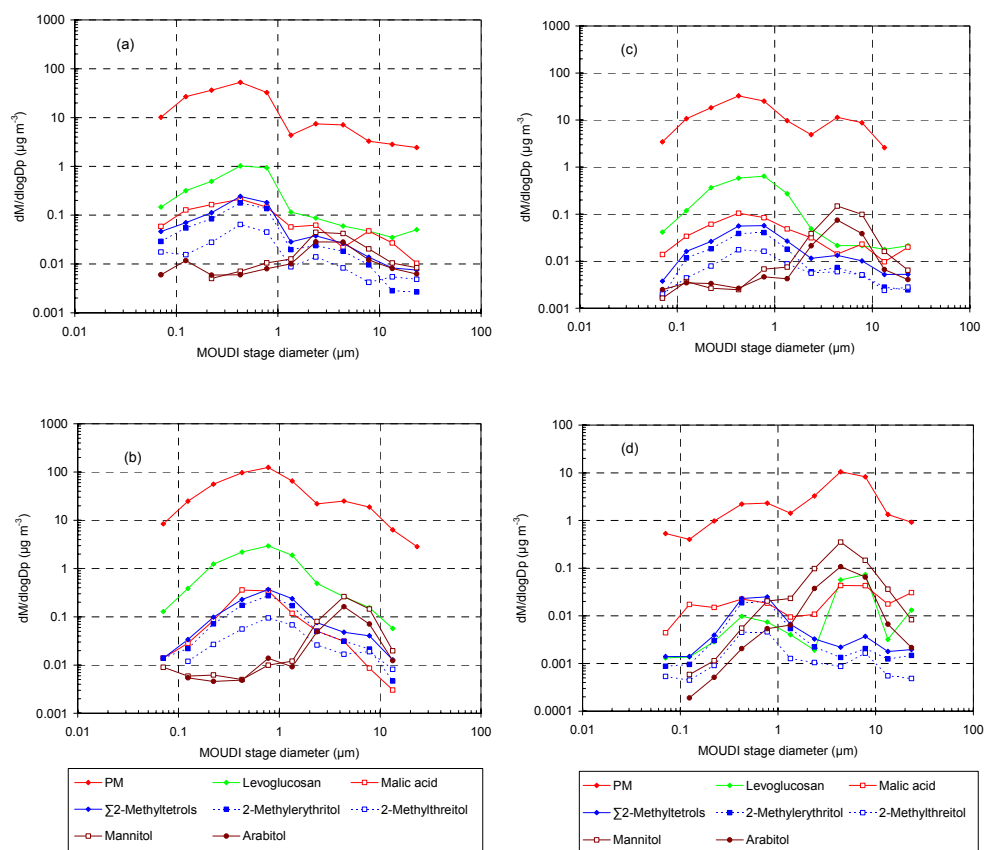 1000
100
10
1
0.1
0.01
0.001
dM/dlogDp (µg m⁻³)
(a)
0.01 0.1 1 10 100
MOUDI stage diameter (µm)
1000
100
10
1
0.1
0.01
0.001
dM/dlogDp (µg m⁻³)
(c)
0.01 0.1 1 10 100
MOUDI stage diameter (µm)
1000
100
10
1
0.1
0.01
0.001
dM/dlogDp (µg m⁻³)
(b)
0.01 0.1 1 10 100
MOUDI stage diameter (µm)
100
10
1
0.1
0.01
0.001
0.0001
dM/dlogDp (µg m⁻³)
(d)
0.01 0.1 1 10 100
MOUDI stage diameter (µm)
PM Levoglucosan Malic acid
∑2-Methyltetrols 2-Methylerythritol 2-Methylthreitol
Mannitol Arabitol
PM Levoglucosan Malic acid
∑2-Methyltetrols 2-Methylerythritol 2-Methylthreitol
Mannitol Arabitol